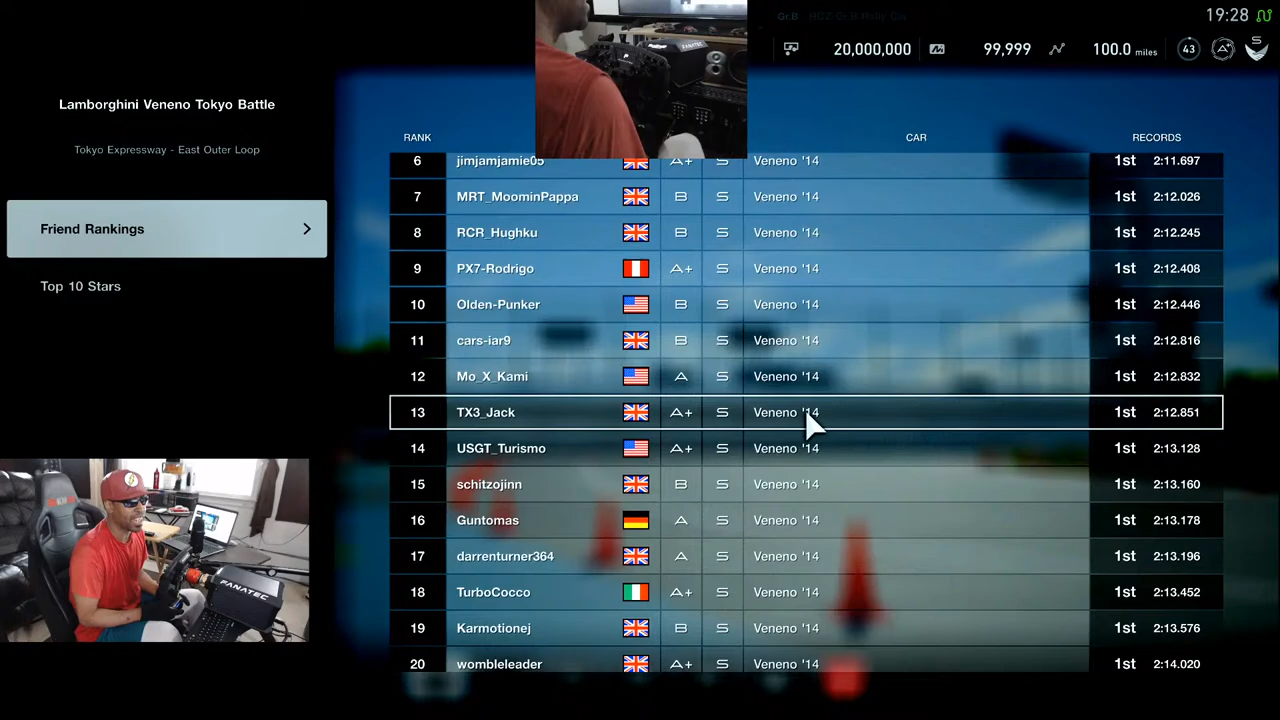 Gr.B
19:28
20,000,000 99,999 100.0 miles 43 A+ S
Lamborghini Veneno Tokyo Battle
Tokyo Expressway - East Outer Loop
Friend Rankings
Top 10 Stars
RANK CAR RECORDS
6 jimjamjamie05 A+ S Veneno '14 1st 2:11.697
7 MRT_MoominPappa B S Veneno '14 1st 2:12.026
8 RCR_Hughku B S Veneno '14 1st 2:12.245
9 PX7-Rodrigo A+ S Veneno '14 1st 2:12.408
10 Olden-Punker B S Veneno '14 1st 2:12.446
11 cars-iar9 B S Veneno '14 1st 2:12.816
12 Mo_X_Kami A S Veneno '14 1st 2:12.832
13 TX3_Jack A+ S Veneno '14 1st 2:12.851
14 USGT_Turismo A+ S Veneno '14 1st 2:13.128
15 schitzojinn B S Veneno '14 1st 2:13.160
16 Guntomas A S Veneno '14 1st 2:13.178
17 darrenturner364 A S Veneno '14 1st 2:13.196
18 TurboCocco A+ S Veneno '14 1st 2:13.452
19 Karmotionej B S Veneno '14 1st 2:13.576
20 wombleleader A+ S Veneno '14 1st 2:14.020
FANATEC
FANATEC